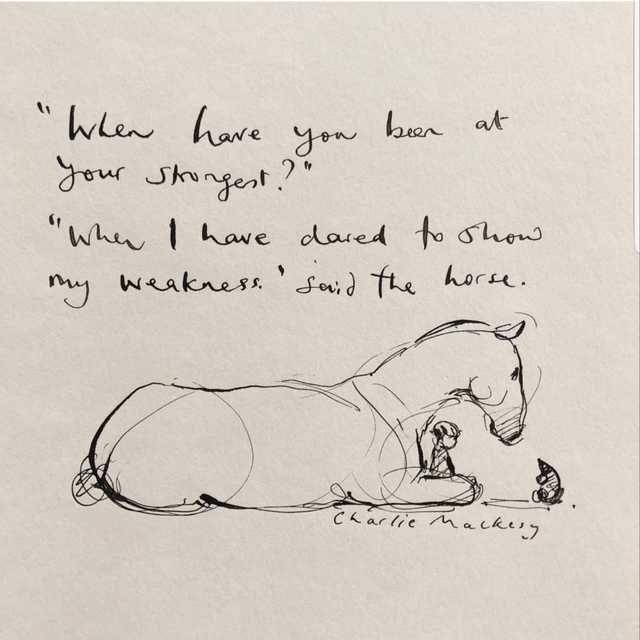 "When have you been at
your strongest?"
"When I have dared to show
my weakness.' said the horse.
Charlie Mackesy